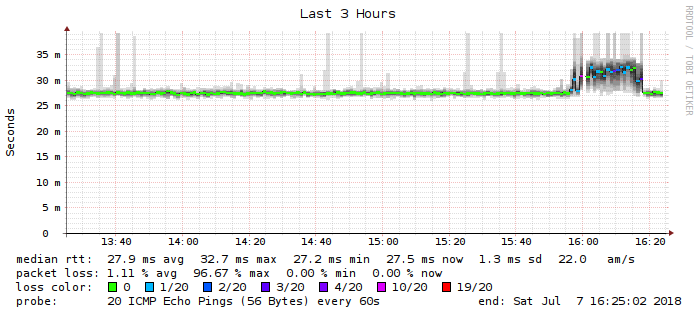 Last 3 Hours
RRDTOOL / TOBI OETIKER
Seconds
35 m
30 m
25 m
20 m
15 m
10 m
5 m
0
13:40 14:00 14:20 14:40 15:00 15:20 15:40 16:00 16:20
median rtt: 27.9 ms avg 32.7 ms max 27.2 ms min 27.5 ms now 1.3 ms sd 22.0 am/s
packet loss: 1.11 % avg 96.67 % max 0.00 % min 0.00 % now
loss color: 0 1/20 2/20 3/20 4/20 10/20 19/20
probe: 20 ICMP Echo Pings (56 Bytes) every 60s end: Sat Jul 7 16:25:02 2018